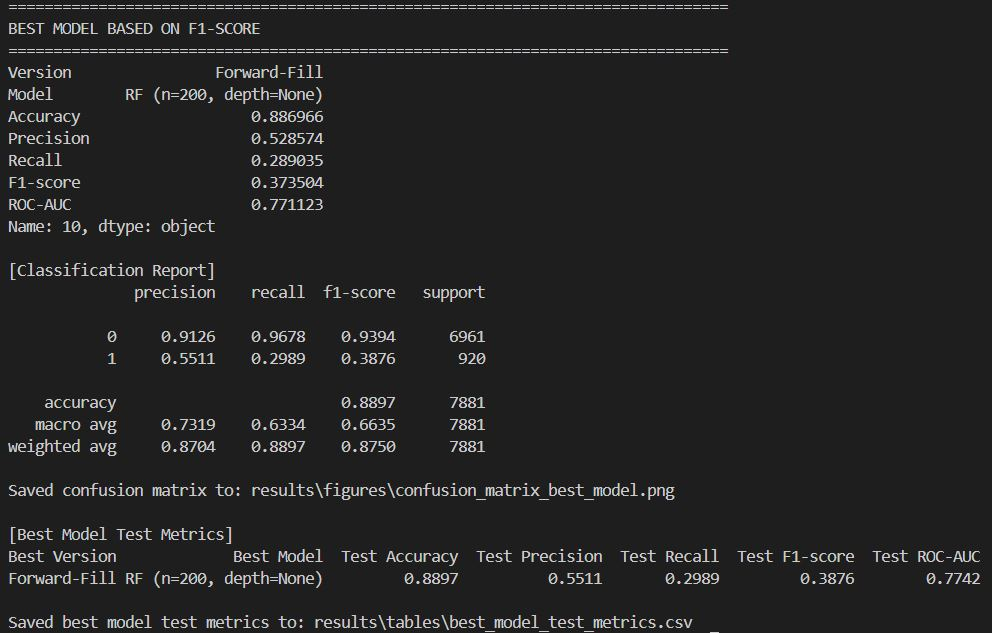 ================================================================================
BEST MODEL BASED ON F1-SCORE
================================================================================
Version                Forward-Fill
Model        RF (n=200, depth=None)
Accuracy                   0.886966
Precision                  0.528574
Recall                     0.289035
F1-score                   0.373504
ROC-AUC                    0.771123
Name: 10, dtype: object

[Classification Report]
              precision    recall  f1-score   support

           0     0.9126    0.9678    0.9394      6961
           1     0.5511    0.2989    0.3876       920

    accuracy                         0.8897      7881
   macro avg     0.7319    0.6334    0.6635      7881
weighted avg     0.8704    0.8897    0.8750      7881

Saved confusion matrix to: results\figures\confusion_matrix_best_model.png

[Best Model Test Metrics]
Best Version             Best Model  Test Accuracy  Test Precision  Test Recall  Test F1-score  Test ROC-AUC
Forward-Fill RF (n=200, depth=None)         0.8897          0.5511       0.2989         0.3876        0.7742

Saved best model test metrics to: results\tables\best_model_test_metrics.csv